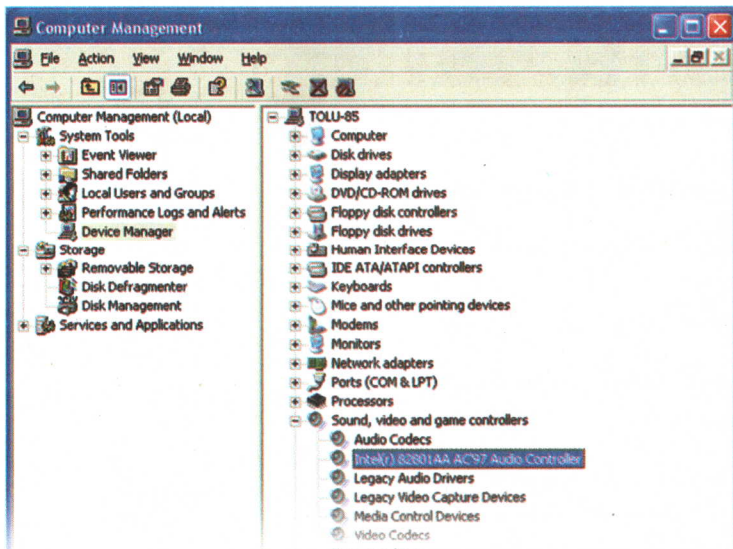 Computer Management
File Action View Window Help
Computer Management (Local)
System Tools
Event Viewer
Shared Folders
Local Users and Groups
Performance Logs and Alerts
Device Manager
Storage
Removable Storage
Disk Defragmenter
Disk Management
Services and Applications
TOLU-85
Computer
Disk drives
Display adapters
DVD/CD-ROM drives
Floppy disk controllers
Floppy disk drives
Human Interface Devices
IDE ATA/ATAPI controllers
Keyboards
Mice and other pointing devices
Modems
Monitors
Network adapters
Ports (COM & LPT)
Processors
Sound, video and game controllers
Audio Codecs
Intel(r) 82801AA AC'97 Audio Controller
Legacy Audio Drivers
Legacy Video Capture Devices
Media Control Devices
Video Codecs